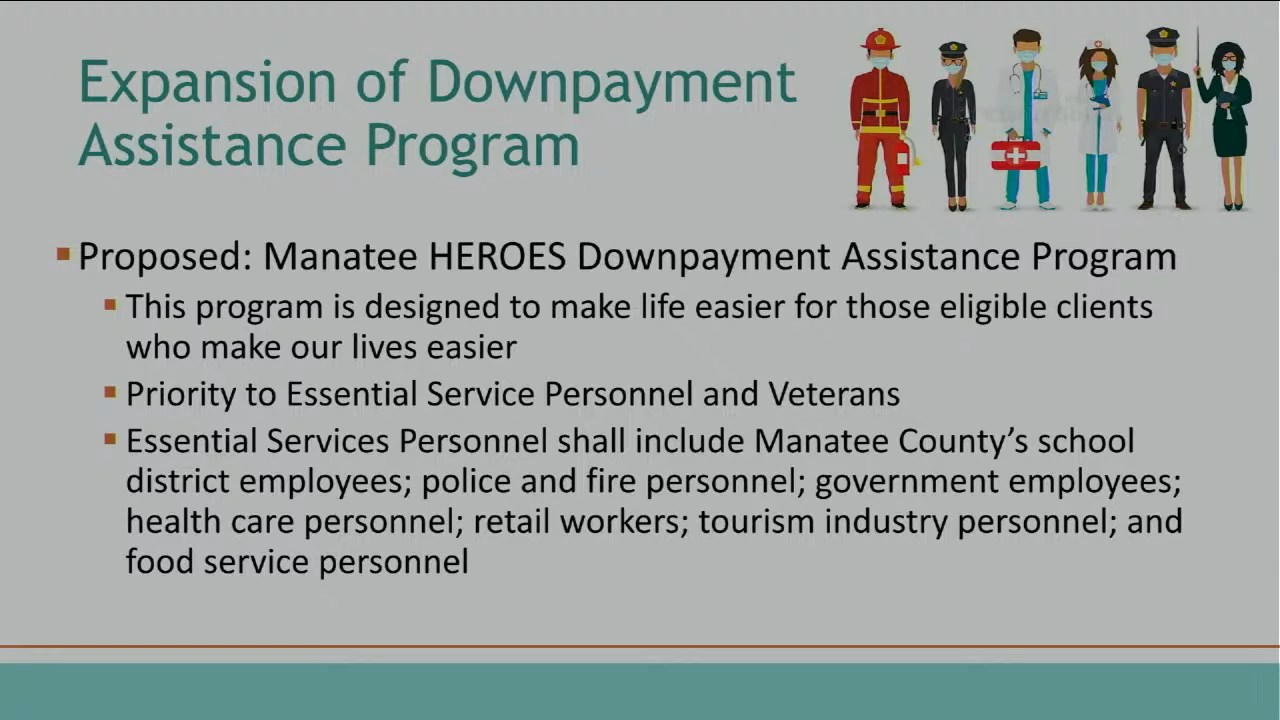 Expansion of Downpayment
Assistance Program
Proposed: Manatee HEROES Downpayment Assistance Program
This program is designed to make life easier for those eligible clients
who make our lives easier
Priority to Essential Service Personnel and Veterans
Essential Services Personnel shall include Manatee County’s school
district employees; police and fire personnel; government employees;
health care personnel; retail workers; tourism industry personnel; and
food service personnel